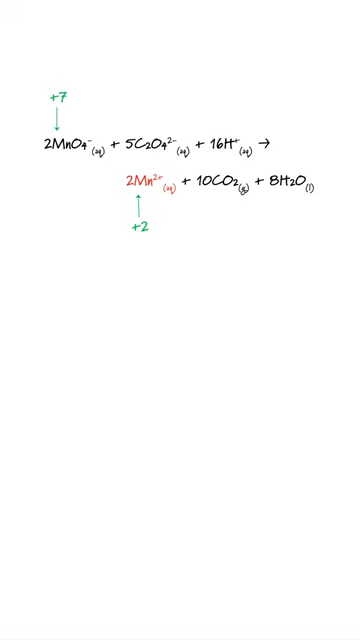 +7
2MnO₄⁻(aq) + 5C₂O₄²⁻(aq) + 16H⁺(aq) →
2Mn²⁺(aq) + 10CO₂(g) + 8H₂O(l)
+2